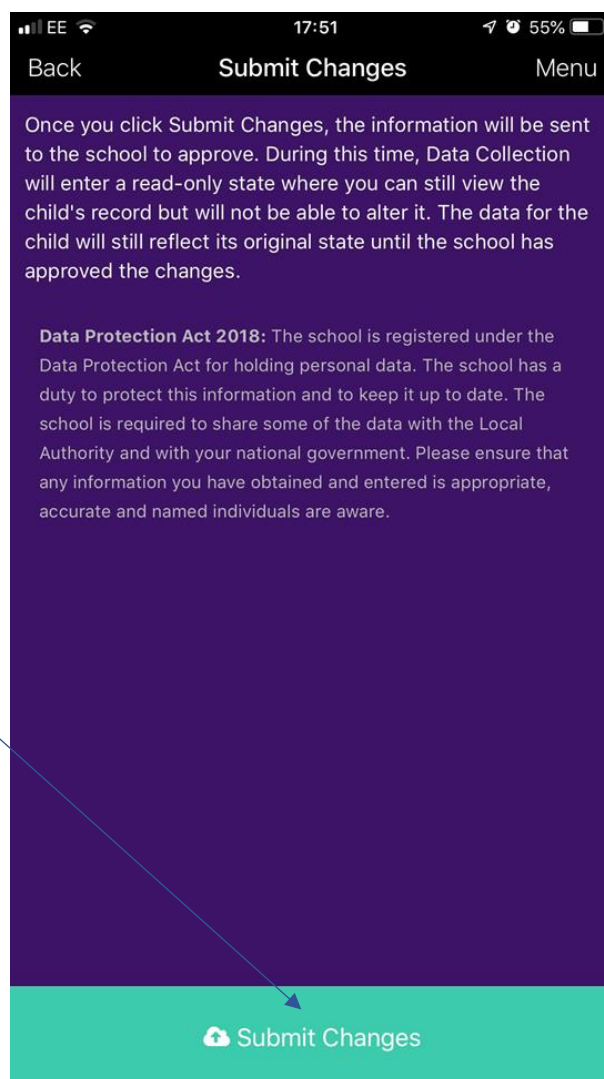 EE 17:51 55%
Back Submit Changes Menu
Once you click Submit Changes, the information will be sent
to the school to approve. During this time, Data Collection
will enter a read-only state where you can still view the
child's record but will not be able to alter it. The data for the
child will still reflect its original state until the school has
approved the changes.
Data Protection Act 2018: The school is registered under the
Data Protection Act for holding personal data. The school has a
duty to protect this information and to keep it up to date. The
school is required to share some of the data with the Local
Authority and with your national government. Please ensure that
any information you have obtained and entered is appropriate,
accurate and named individuals are aware.
Submit Changes